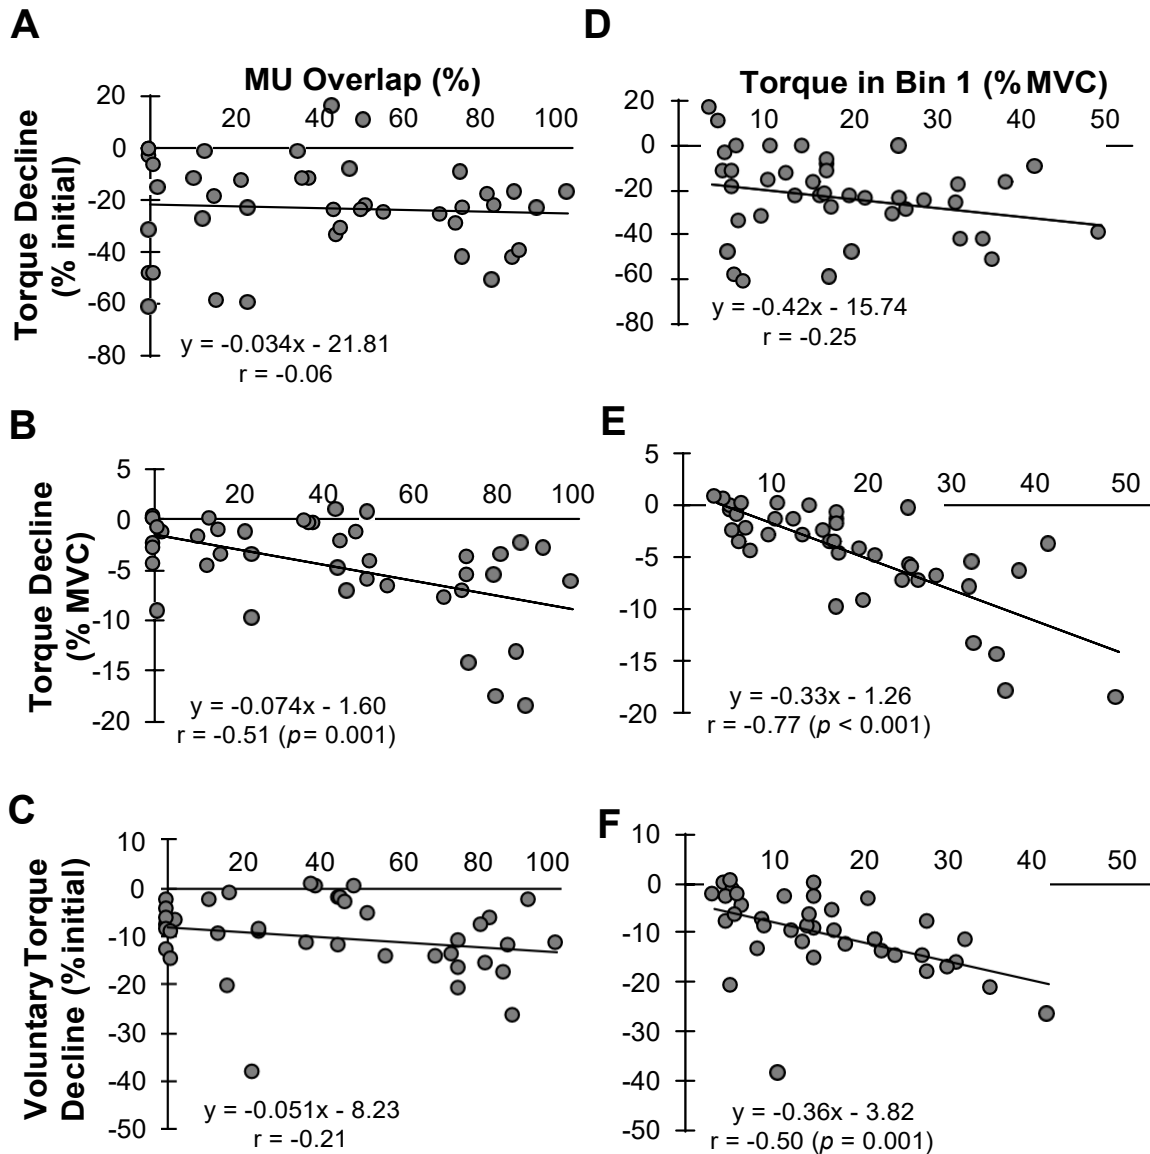 A
MU Overlap (%)
Torque Decline
(% initial)
20
0
-20
-40
-60
-80
20 40 60 80 100
y = -0.034x - 21.81
r = -0.06
D
Torque in Bin 1 (% MVC)
20
0
-20
-40
-60
-80
10 20 30 40 50
y = -0.42x - 15.74
r = -0.25
B
Torque Decline
(% MVC)
5
0
-5
-10
-15
-20
20 40 60 80 100
y = -0.074x - 1.60
r = -0.51 (p = 0.001)
E
5
0
-5
-10
-15
-20
10 20 30 40 50
y = -0.33x - 1.26
r = -0.77 (p < 0.001)
C
Voluntary Torque
Decline (%initial)
10
0
-10
-20
-30
-40
-50
20 40 60 80 100
y = -0.051x - 8.23
r = -0.21
F
10
0
-10
-20
-30
-40
-50
10 20 30 40 50
y = -0.36x - 3.82
r = -0.50 (p = 0.001)